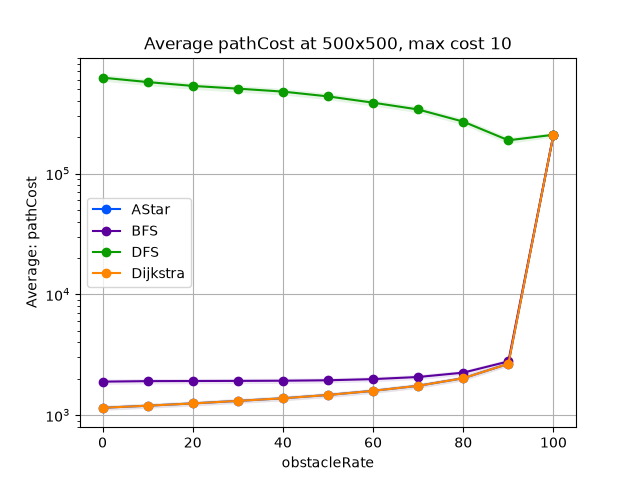 Average pathCost at 500x500, max cost 10
Average: pathCost
10^5
10^4
10^3
AStar
BFS
DFS
Dijkstra
0 20 40 60 80 100
obstacleRate